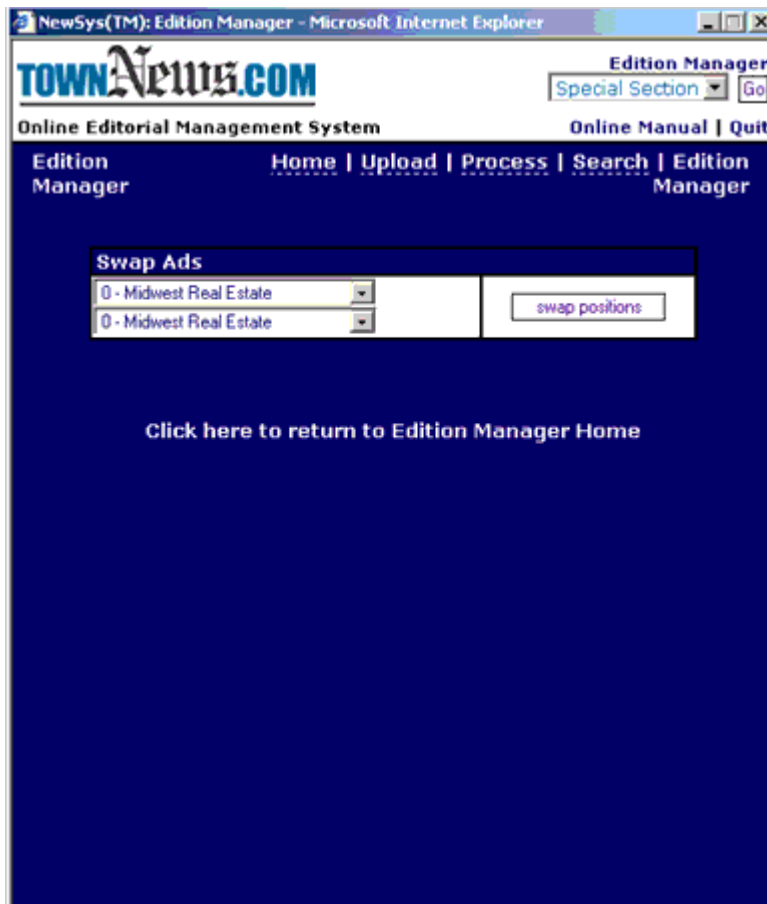 NewSys(TM): Edition Manager - Microsoft Internet Explorer
TOWNNews.COM
Edition Manager
Special Section Go
Online Editorial Management System
Online Manual | Quit
Edition Manager
Home | Upload | Process | Search | Edition Manager
Swap Ads
0 - Midwest Real Estate
0 - Midwest Real Estate
swap positions
Click here to return to Edition Manager Home